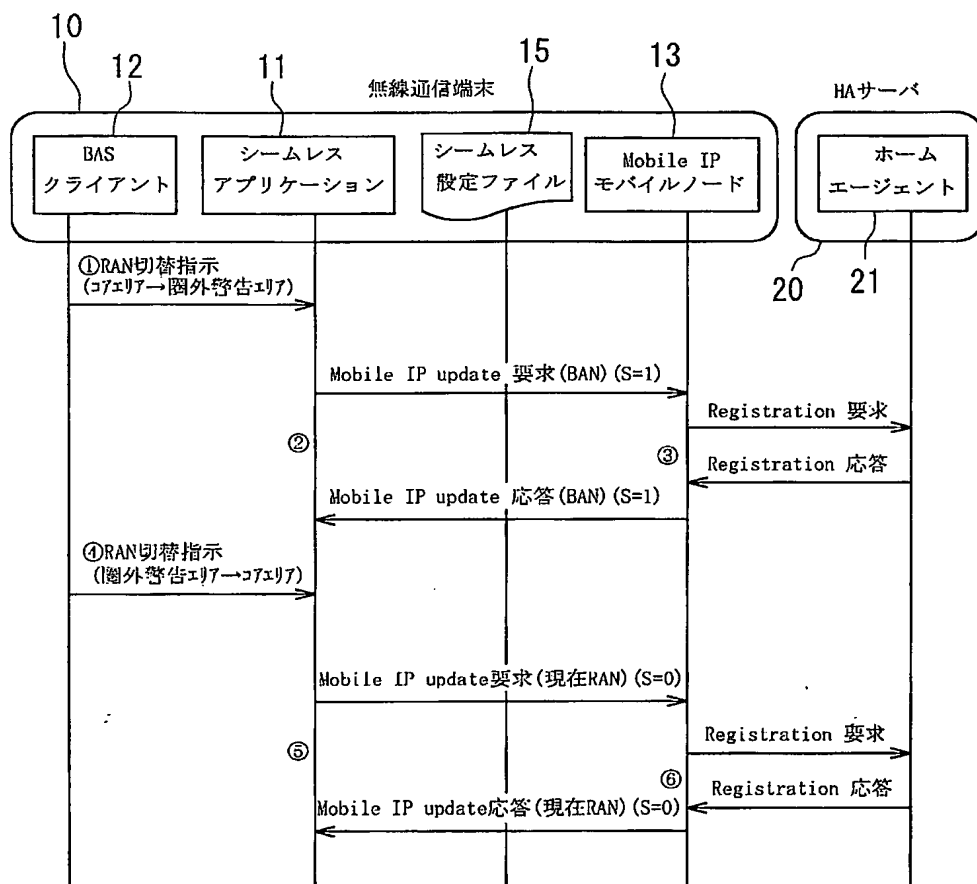 10
12
11
無線通信端末
15
13
HAサーバ
BAS
クライアント
シームレス
アプリケーション
シームレス
設定ファイル
Mobile IP
モバイルノード
ホーム
エージェント
20
21
①RAN切替指示
(コアエリア→圏外警告エリア)
Mobile IP update 要求(BAN)(S=1)
Registration 要求
②
③
Registration 応答
Mobile IP update 応答(BAN)(S=1)
④RAN切替指示
(圏外警告エリア→コアエリア)
Mobile IP update要求(現在RAN)(S=0)
Registration 要求
⑤
⑥
Registration 応答
Mobile IP update応答(現在RAN)(S=0)